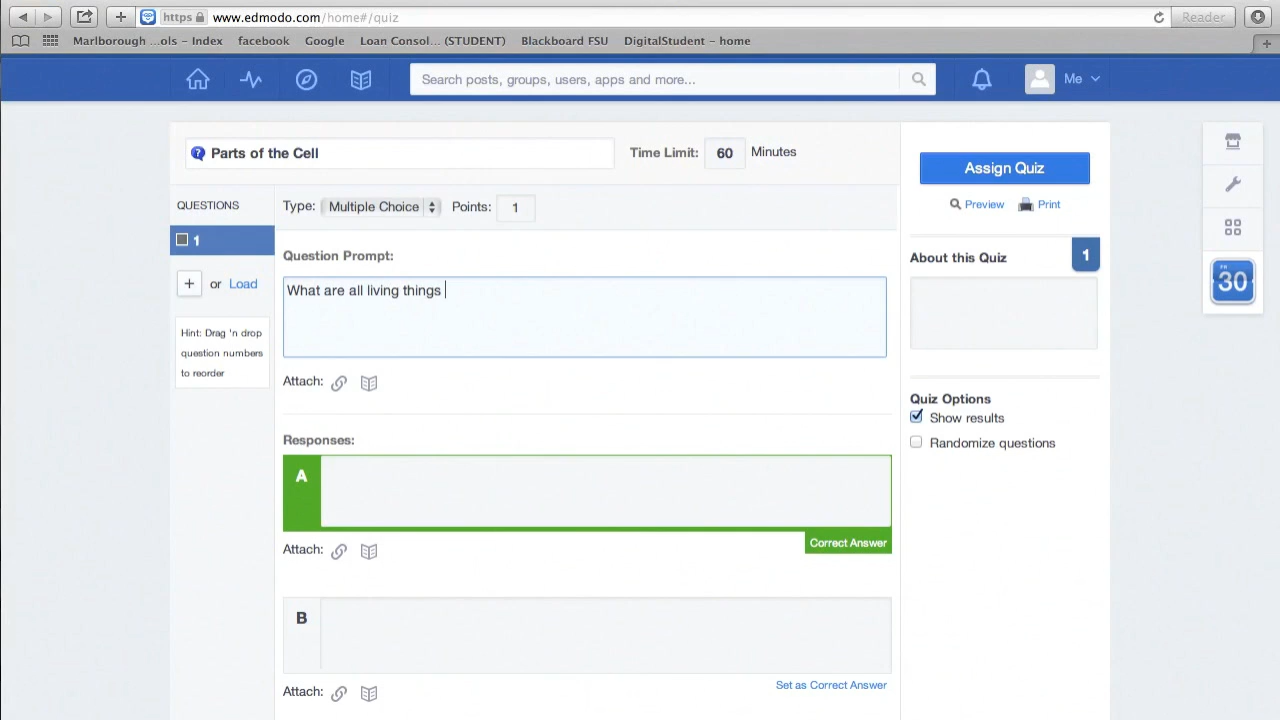 https www.edmodo.com/home#/quiz Reader
Marlborough ...ols – Index facebook Google Loan Consol... (STUDENT) Blackboard FSU DigitalStudent – home
Search posts, groups, users, apps and more... Me
Parts of the Cell Time Limit: 60 Minutes
Assign Quiz
Preview Print
QUESTIONS Type: Multiple Choice Points: 1
1
+ or Load
Hint: Drag 'n drop
question numbers
to reorder
Question Prompt:
What are all living things
Attach:
Responses:
A
Correct Answer
Attach:
B
Set as Correct Answer
Attach:
About this Quiz 1
Quiz Options
Show results
Randomize questions
30